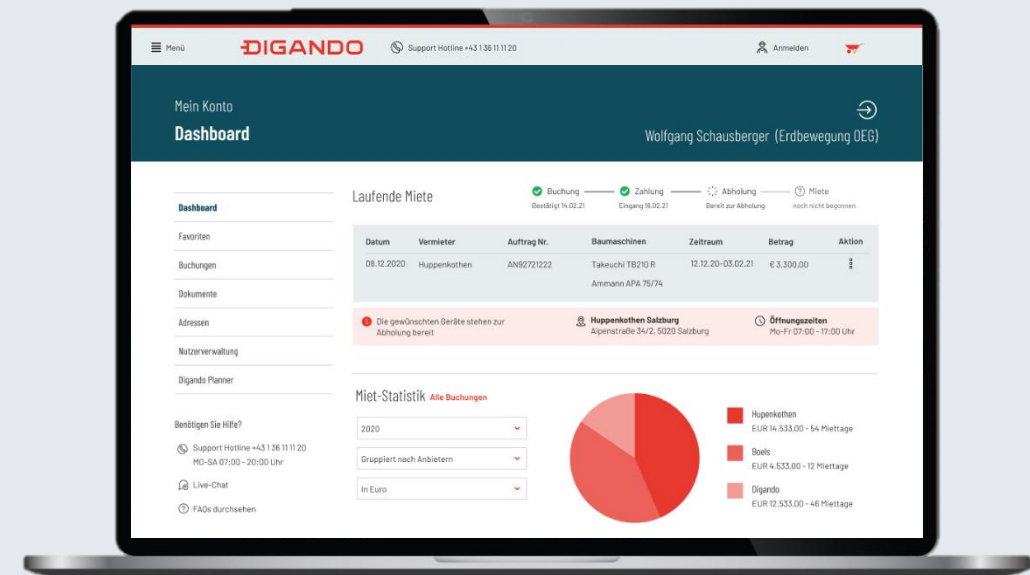 Menü
DIGANDO
Support Hotline +43 1 36 11 11 20
Anmelden
Mein Konto
Dashboard
Wolfgang Schausberger (Erdbewegung OEG)
Dashboard
Favoriten
Buchungen
Dokumente
Adressen
Nutzerverwaltung
Digando Planner
Benötigen Sie Hilfe?
Support Hotline +43 1 36 11 11 20
MO-SA 07:00 - 20:00 Uhr
Live-Chat
FAQs durchsehen
Laufende Miete
Buchung
Bestätigt 14.02.21
Zahlung
Eingang 16.02.21
Abholung
Bereit zur Abholung
Miete
noch nicht begonnen
Datum Vermieter Auftrag Nr. Baumaschinen Zeitraum Betrag Aktion
08.12.2020 Huppenkothen AN92721222 Takeuchi TB210 R 12.12.20-03.02.21 € 3.300,00
Ammann APA 75/74
Die gewünschten Geräte stehen zur
Abholung bereit
Huppenkothen Salzburg
Alpenstraße 34/2, 5020 Salzburg
Öffnungszeiten
Mo-Fr 07:00 - 17:00 Uhr
Miet-Statistik Alle Buchungen
2020
Gruppiert nach Anbietern
In Euro
Hupenkothen
EUR 14.533.00 - 54 Miettage
Boels
EUR 4.533.00 - 12 Miettage
Digando
EUR 12.533.00 - 46 Miettage